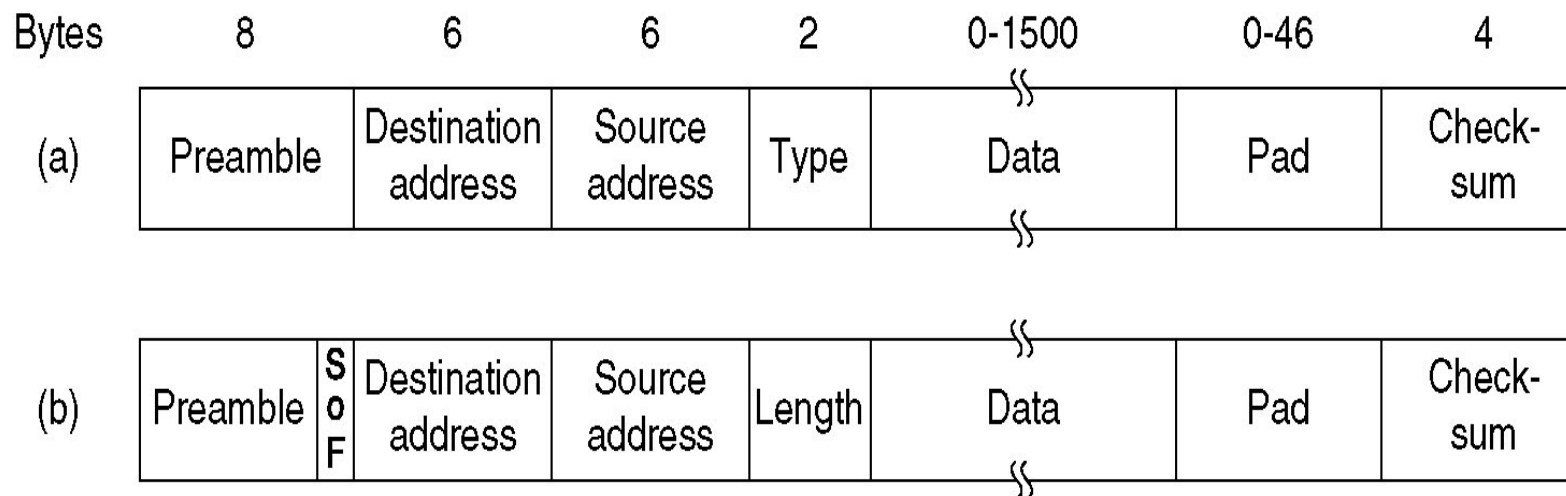 Bytes 8 6 6 2 0-1500 0-46 4
(a) Preamble Destination address Source address Type Data Pad Check-sum
(b) Preamble SoF Destination address Source address Length Data Pad Check-sum